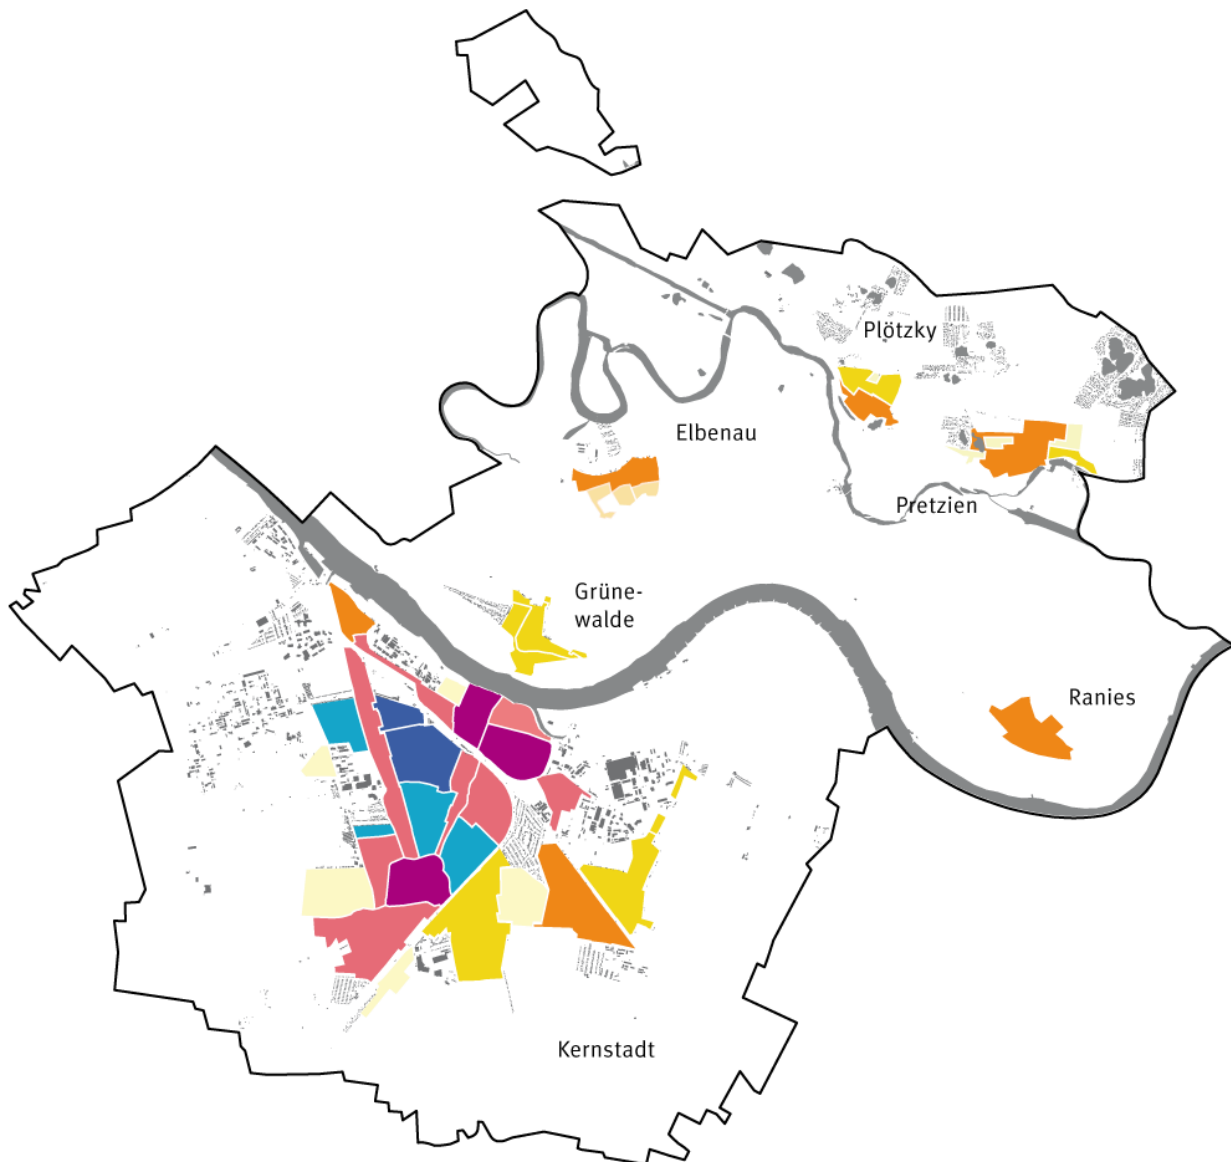 Plötzky
Elbenau
Pretzien
Grüne-
walde
Ranies
Kernstadt